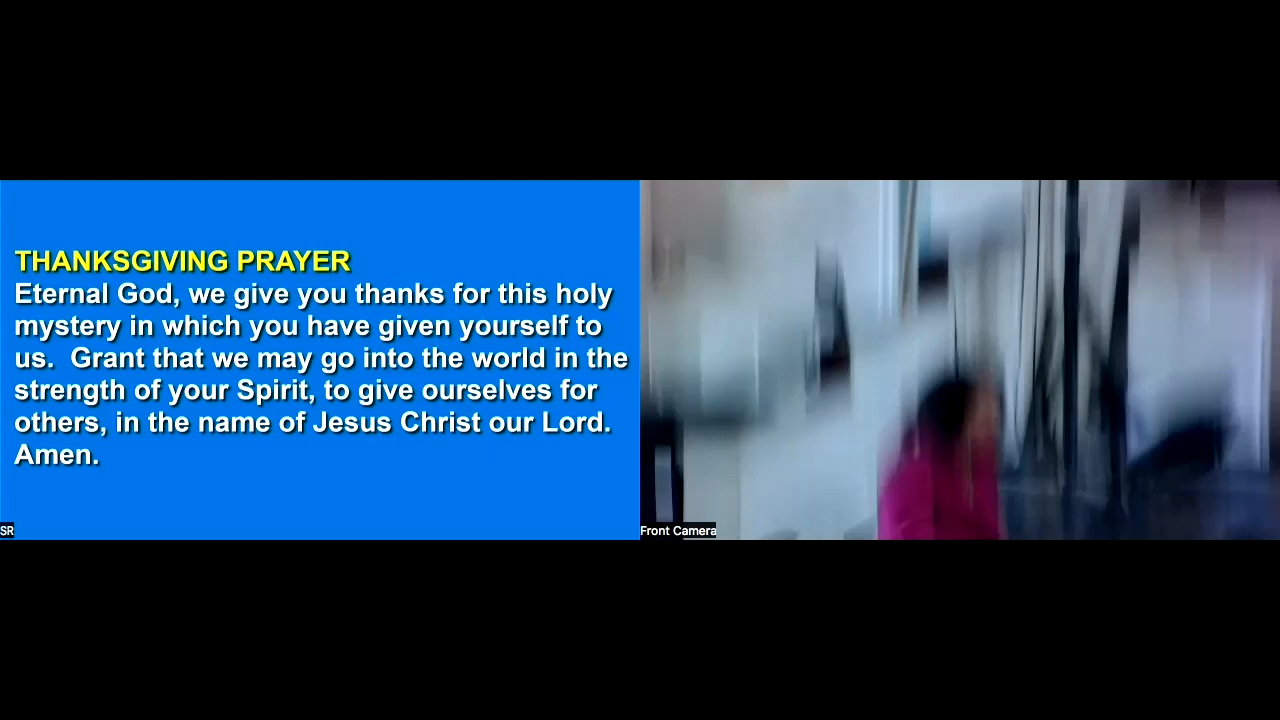 THANKSGIVING PRAYER
Eternal God, we give you thanks for this holy
mystery in which you have given yourself to
us.  Grant that we may go into the world in the
strength of your Spirit, to give ourselves for
others, in the name of Jesus Christ our Lord.
Amen.
SR
Front Camera